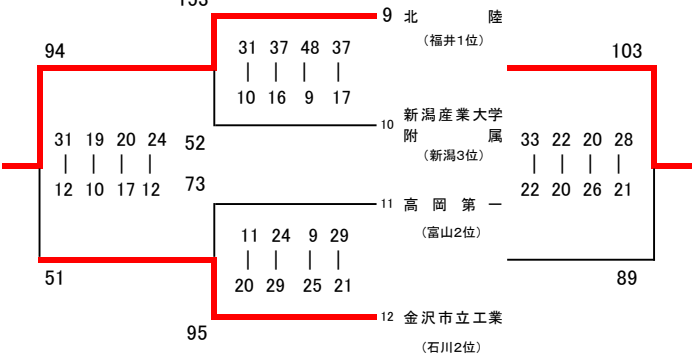 9 北 陸
(福井1位)
94
103
31 37 48 37
10 16 9 17
10 新潟産業大学
附 属
(新潟3位)
31 19 20 24
12 10 17 12
52
73
33 22 20 28
22 20 26 21
11 高 岡 第 一
(富山2位)
11 24 9 29
20 29 25 21
51
89
12 金沢市立工業
95
(石川2位)